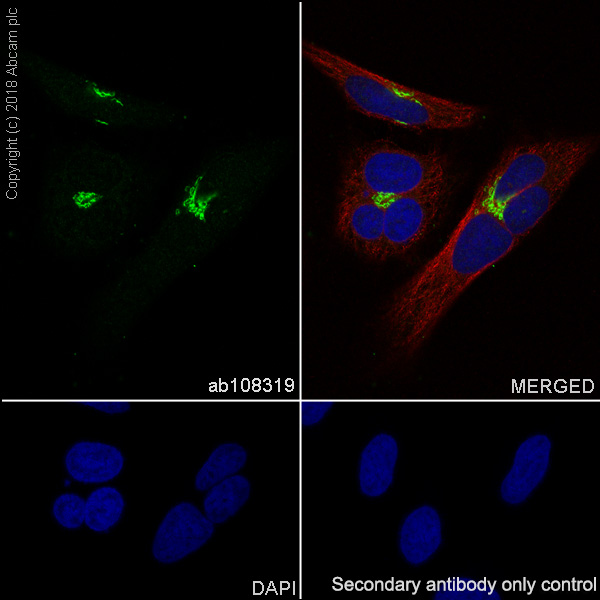 Copyright (c) 2018 Abcam plc
ab108319
MERGED
DAPI
Secondary antibody only control